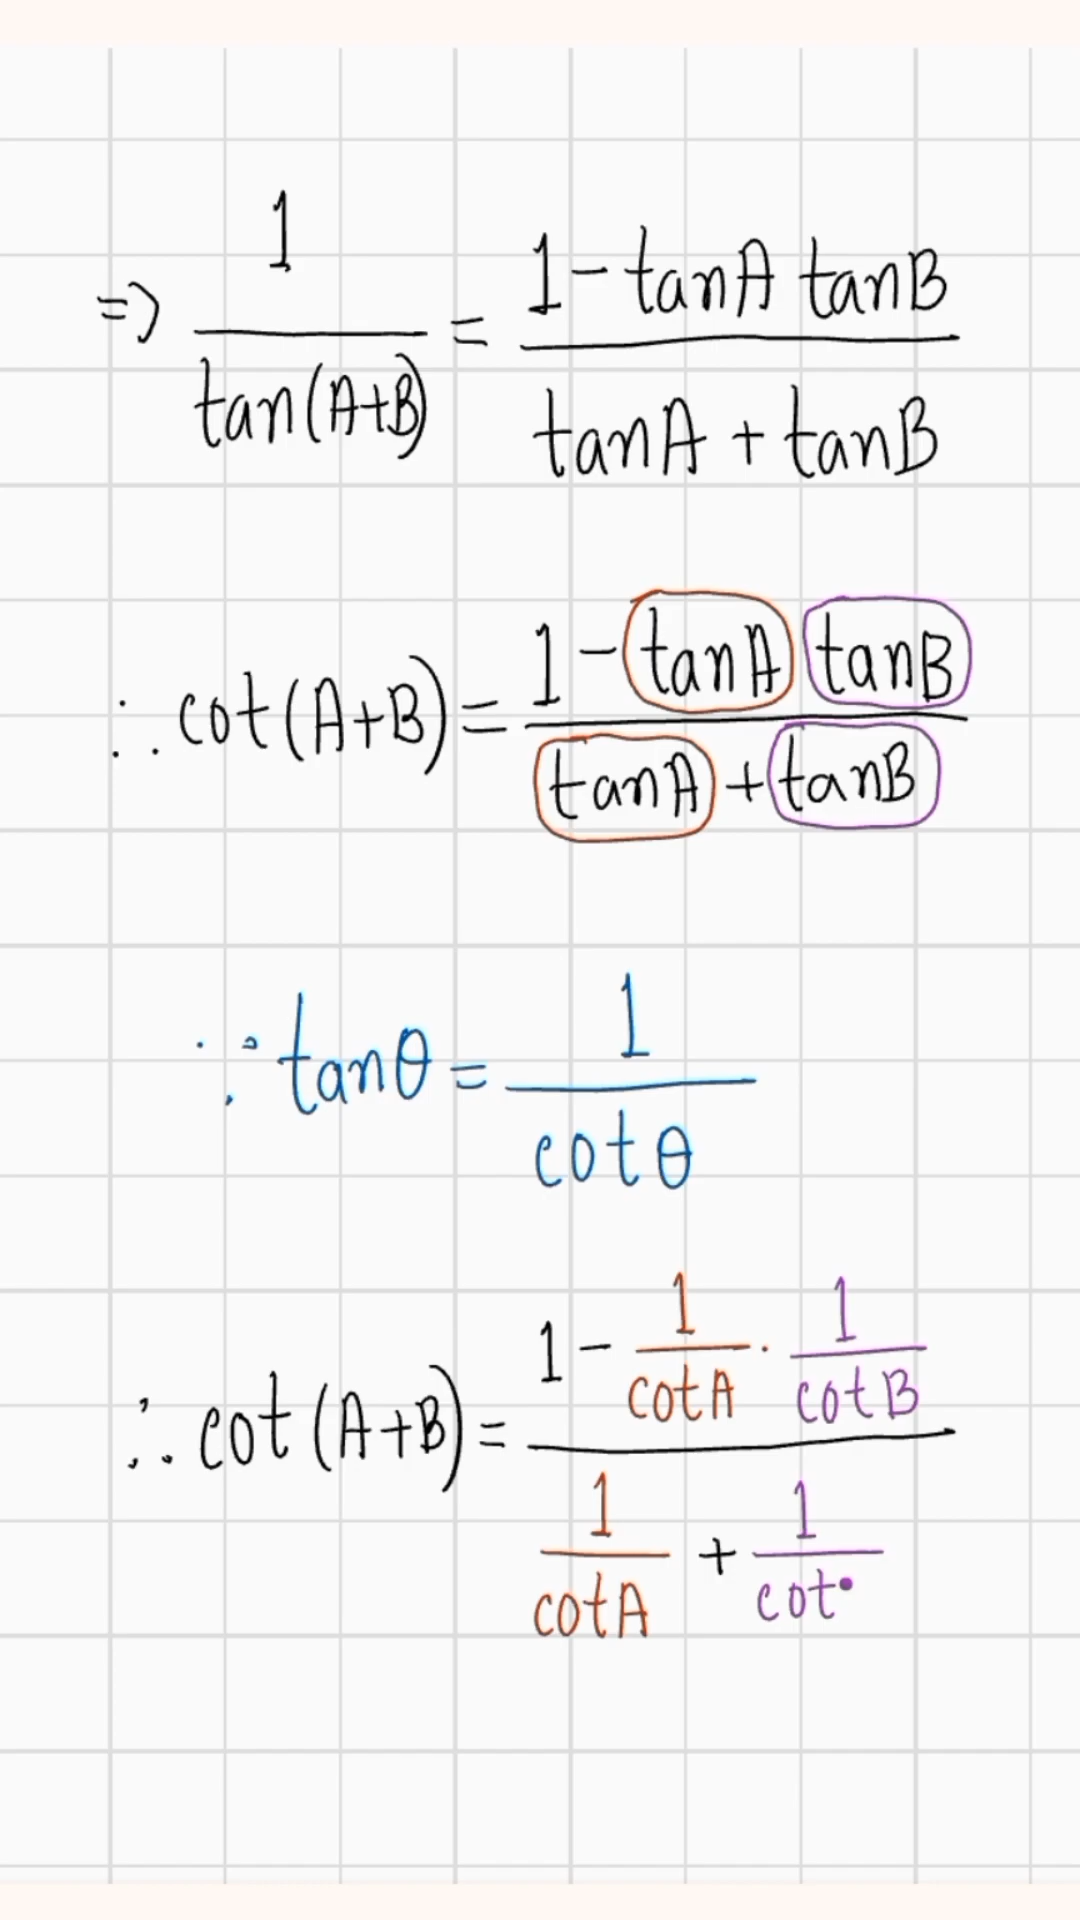 => 1 / tan(A+B) = 1 - tanA tanB / tanA + tanB
∴ cot(A+B) = 1 - tanA tanB / tanA + tanB
∵ tanθ = 1 / cotθ
∴ cot(A+B) = 1 - 1/cotA · 1/cotB / 1/cotA + 1/cot